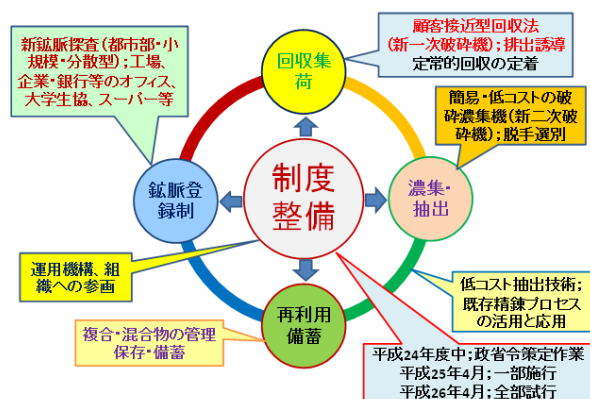 新鉱脈探査(都市部・小
規模・分散型);工場、
企業・銀行等のオフィス、
大学生協、スーパー等
回収集
荷
顧客接近型回収法
(新一次破砕機);排出誘導
定常的回収の定着
簡易・低コストの破
砕濃集機(新二次破
砕機);脱手選別
鉱脈登
録制
制度
整備
濃集・
抽出
運用機構、組
織への参画
再利用
備蓄
低コスト抽出技術;
既存精錬プロセス
の活用と応用
複合・混合物の管理
保存・備蓄
平成24年度中;政省令策定作業
平成25年4月;一部施行
平成26年4月;全部試行